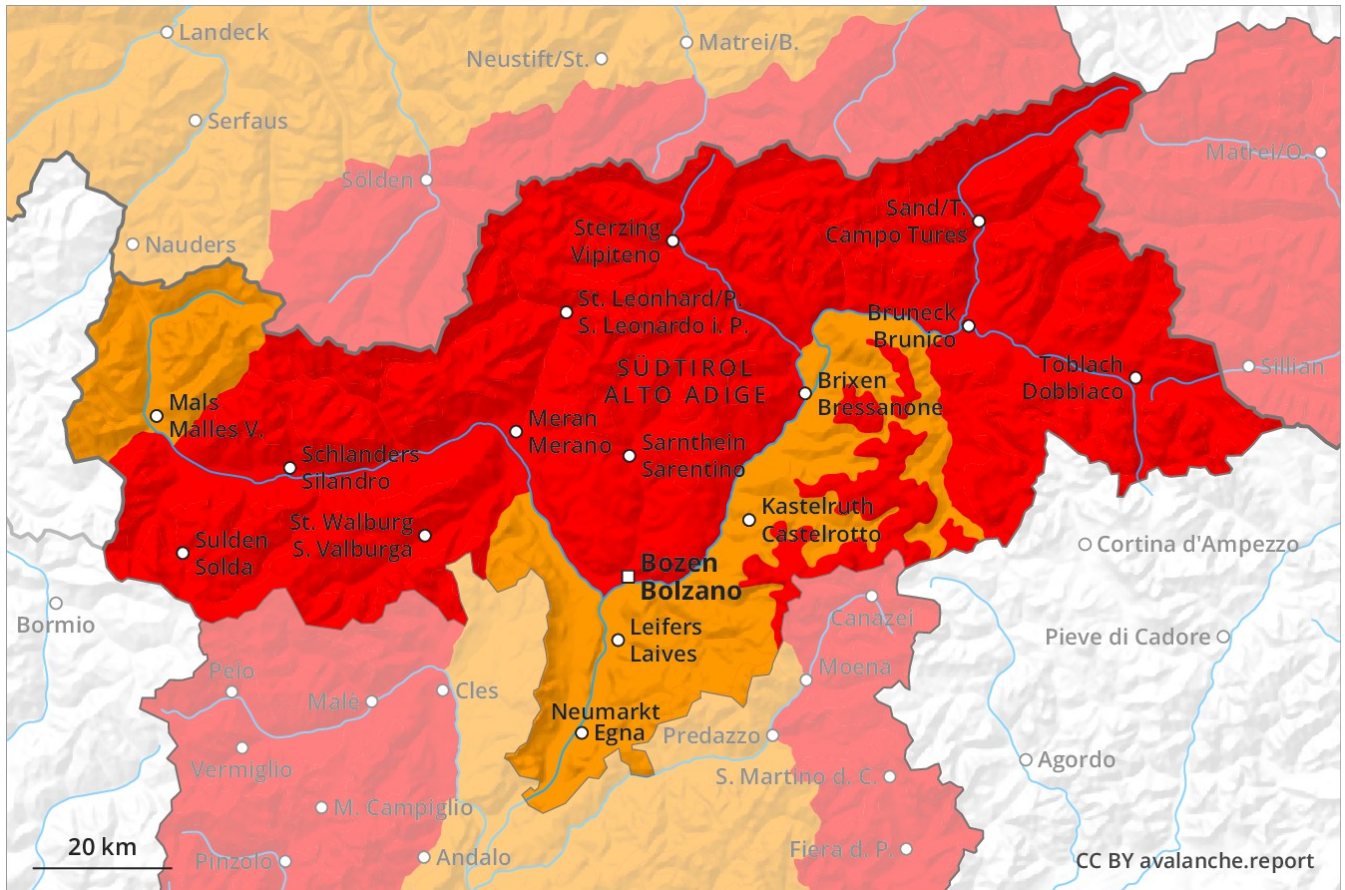 Landeck
Matrei/B.
Neustift/St.
Serfaus
Matrei/O.
Sölden
Sand/T.
Campo Tures
Sterzing
Vipiteno
Nauders
St. Leonhard/P.
S. Leonardo i. P.
Bruneck
Brunico
SÜDTIROL
ALTO ADIGE
Toblach
Dobbiaco
Sillian
Brixen
Bressanone
Mals
Málles V.
Meran
Merano
Sarnthein
Sarentino
Schlanders
Silandro
Kastelruth
Castelrotto
St. Walburg
S. Valburga
Sulden
Solda
Cortina d'Ampezzo
Bozen
Bolzano
Bormio
Canazei
Leifers
Laives
Pieve di Cadore
Peio
Moena
Malè
Cles
Neumarkt
Egna
Predazzo
Vermiglio
Agordo
S. Martino d. C.
M. Campiglio
20 km
Pinzolo
Andalo
Fiera d. P.
CC BY avalanche.report